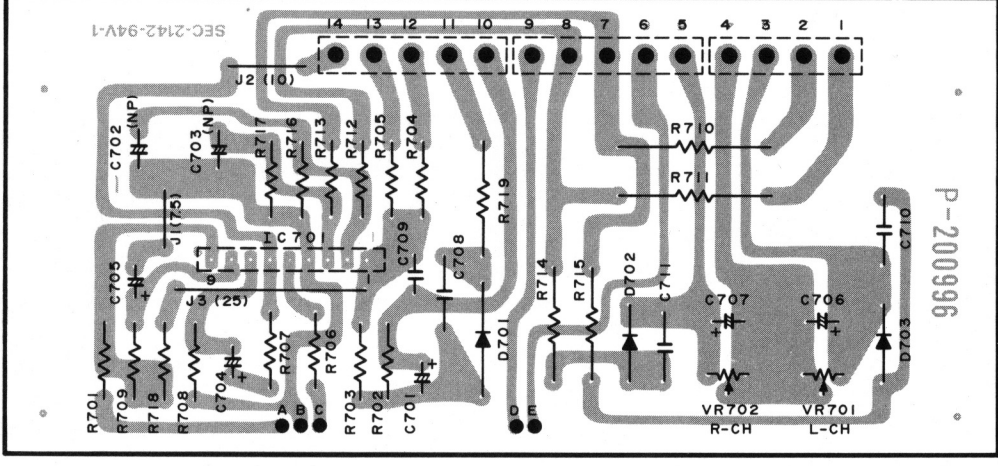 SEC-2142-94V-1
14 13 12 11 10 9 8 7 6 5 4 3 2 1
J2 (10)
C702 (NP)
C703 (NP)
R717
R716
R713
R712
R705
R704
R719
R710
R711
C710
P-200996
J1(7.5)
IC701
1
9
J3 (25)
C705 +
C709
C708
D701
R714
R715
D702
C711
C707 +
C706 +
D703
R701
R709
R718
R708
C704 +
R707
R706
R703
R702
C701 +
A B C
D E
VR702
R-CH
VR701
L-CH